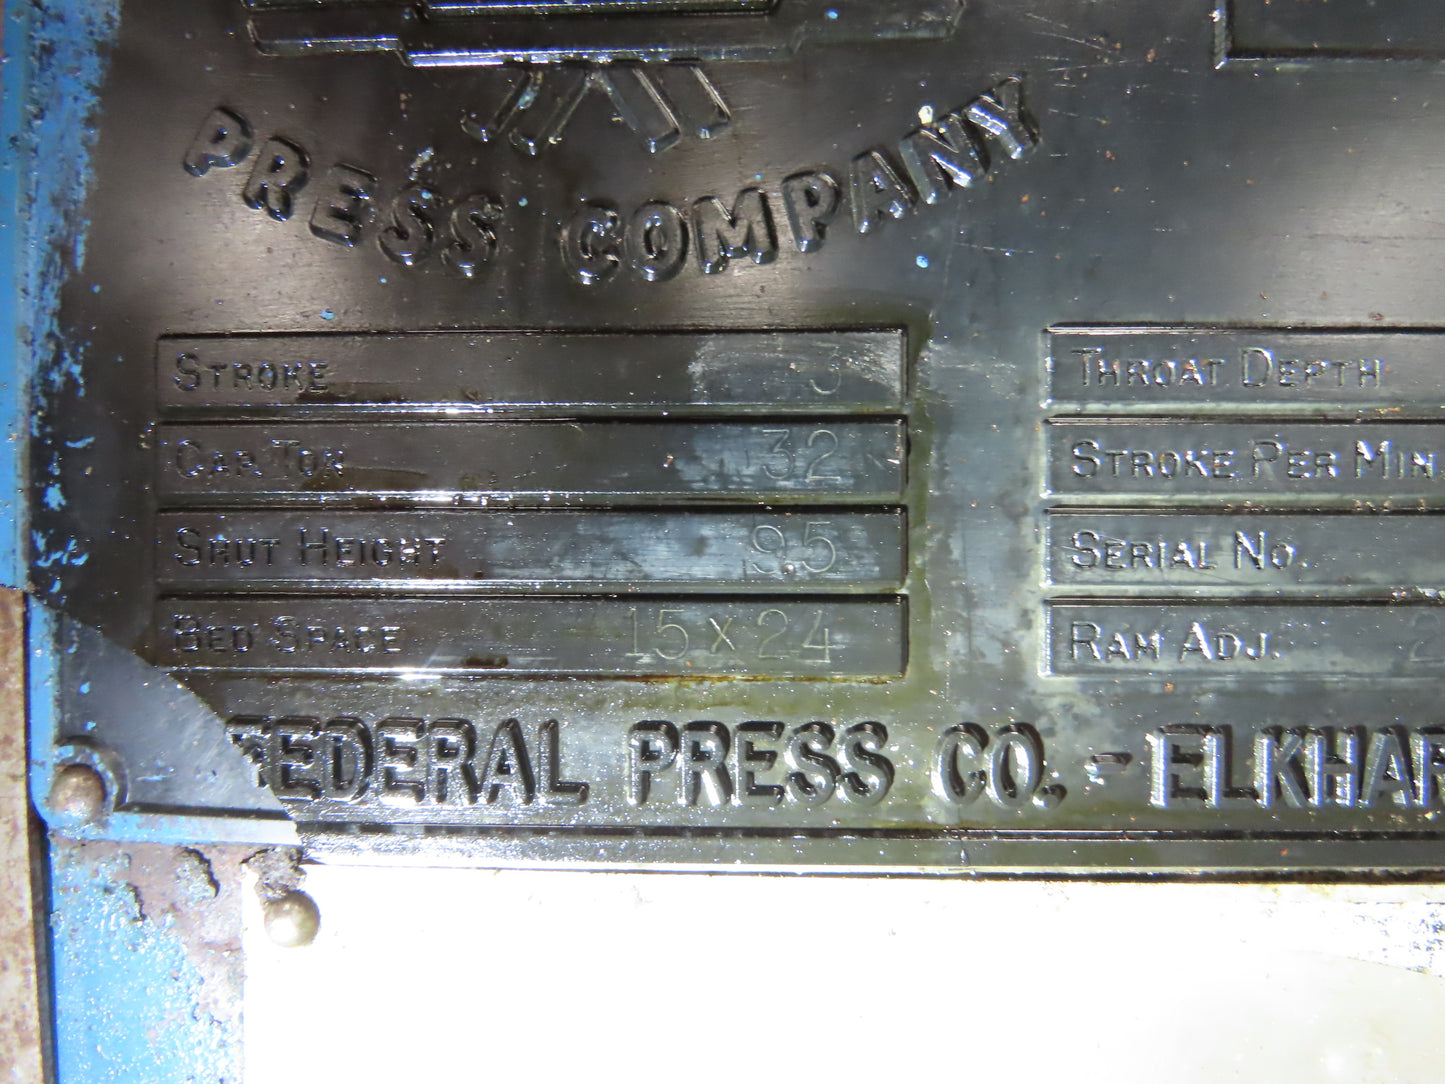 PRESS COMPANY
STROKE 3
CAP. TON 32
SHUT HEIGHT 9.5
BED SPACE 15 x 24
THROAT DEPTH
STROKE PER MIN.
SERIAL NO.
RAM ADJ. 2
FEDERAL PRESS CO. - ELKHAR